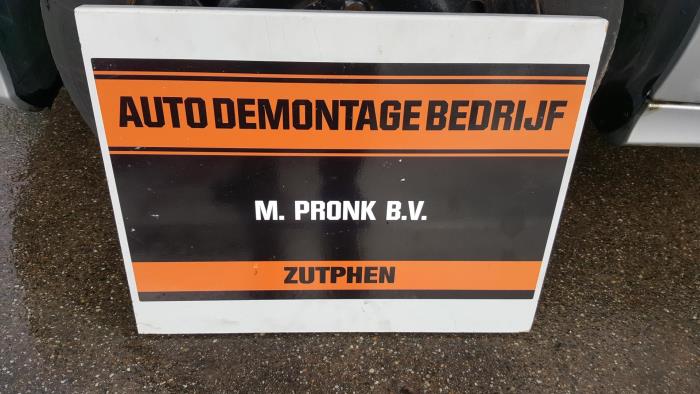 AUTO DEMONTAGE BEDRIJF
M. PRONK B.V.
ZUTPHEN